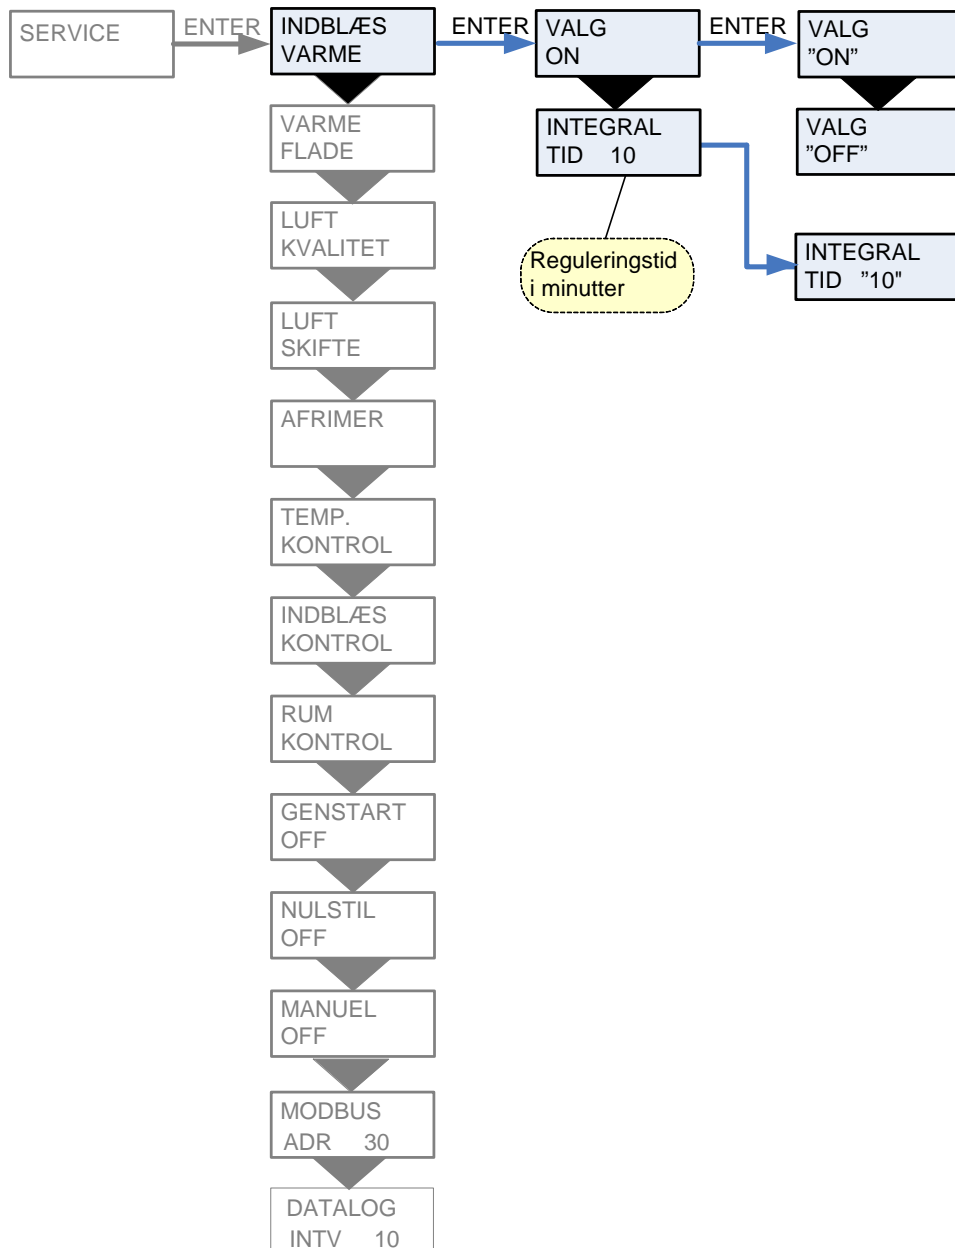 SERVICE
ENTER
INDBLÆS
VARME
ENTER
VALG
ON
ENTER
VALG
"ON"
VARME
FLADE
INTEGRAL
TID 10
VALG
"OFF"
LUFT
KVALITET
Reguleringstid
i minutter
INTEGRAL
TID "10"
LUFT
SKIFTE
AFRIMER
TEMP.
KONTROL
INDBLÆS
KONTROL
RUM
KONTROL
GENSTART
OFF
NULSTIL
OFF
MANUEL
OFF
MODBUS
ADR 30
DATALOG
INTV 10